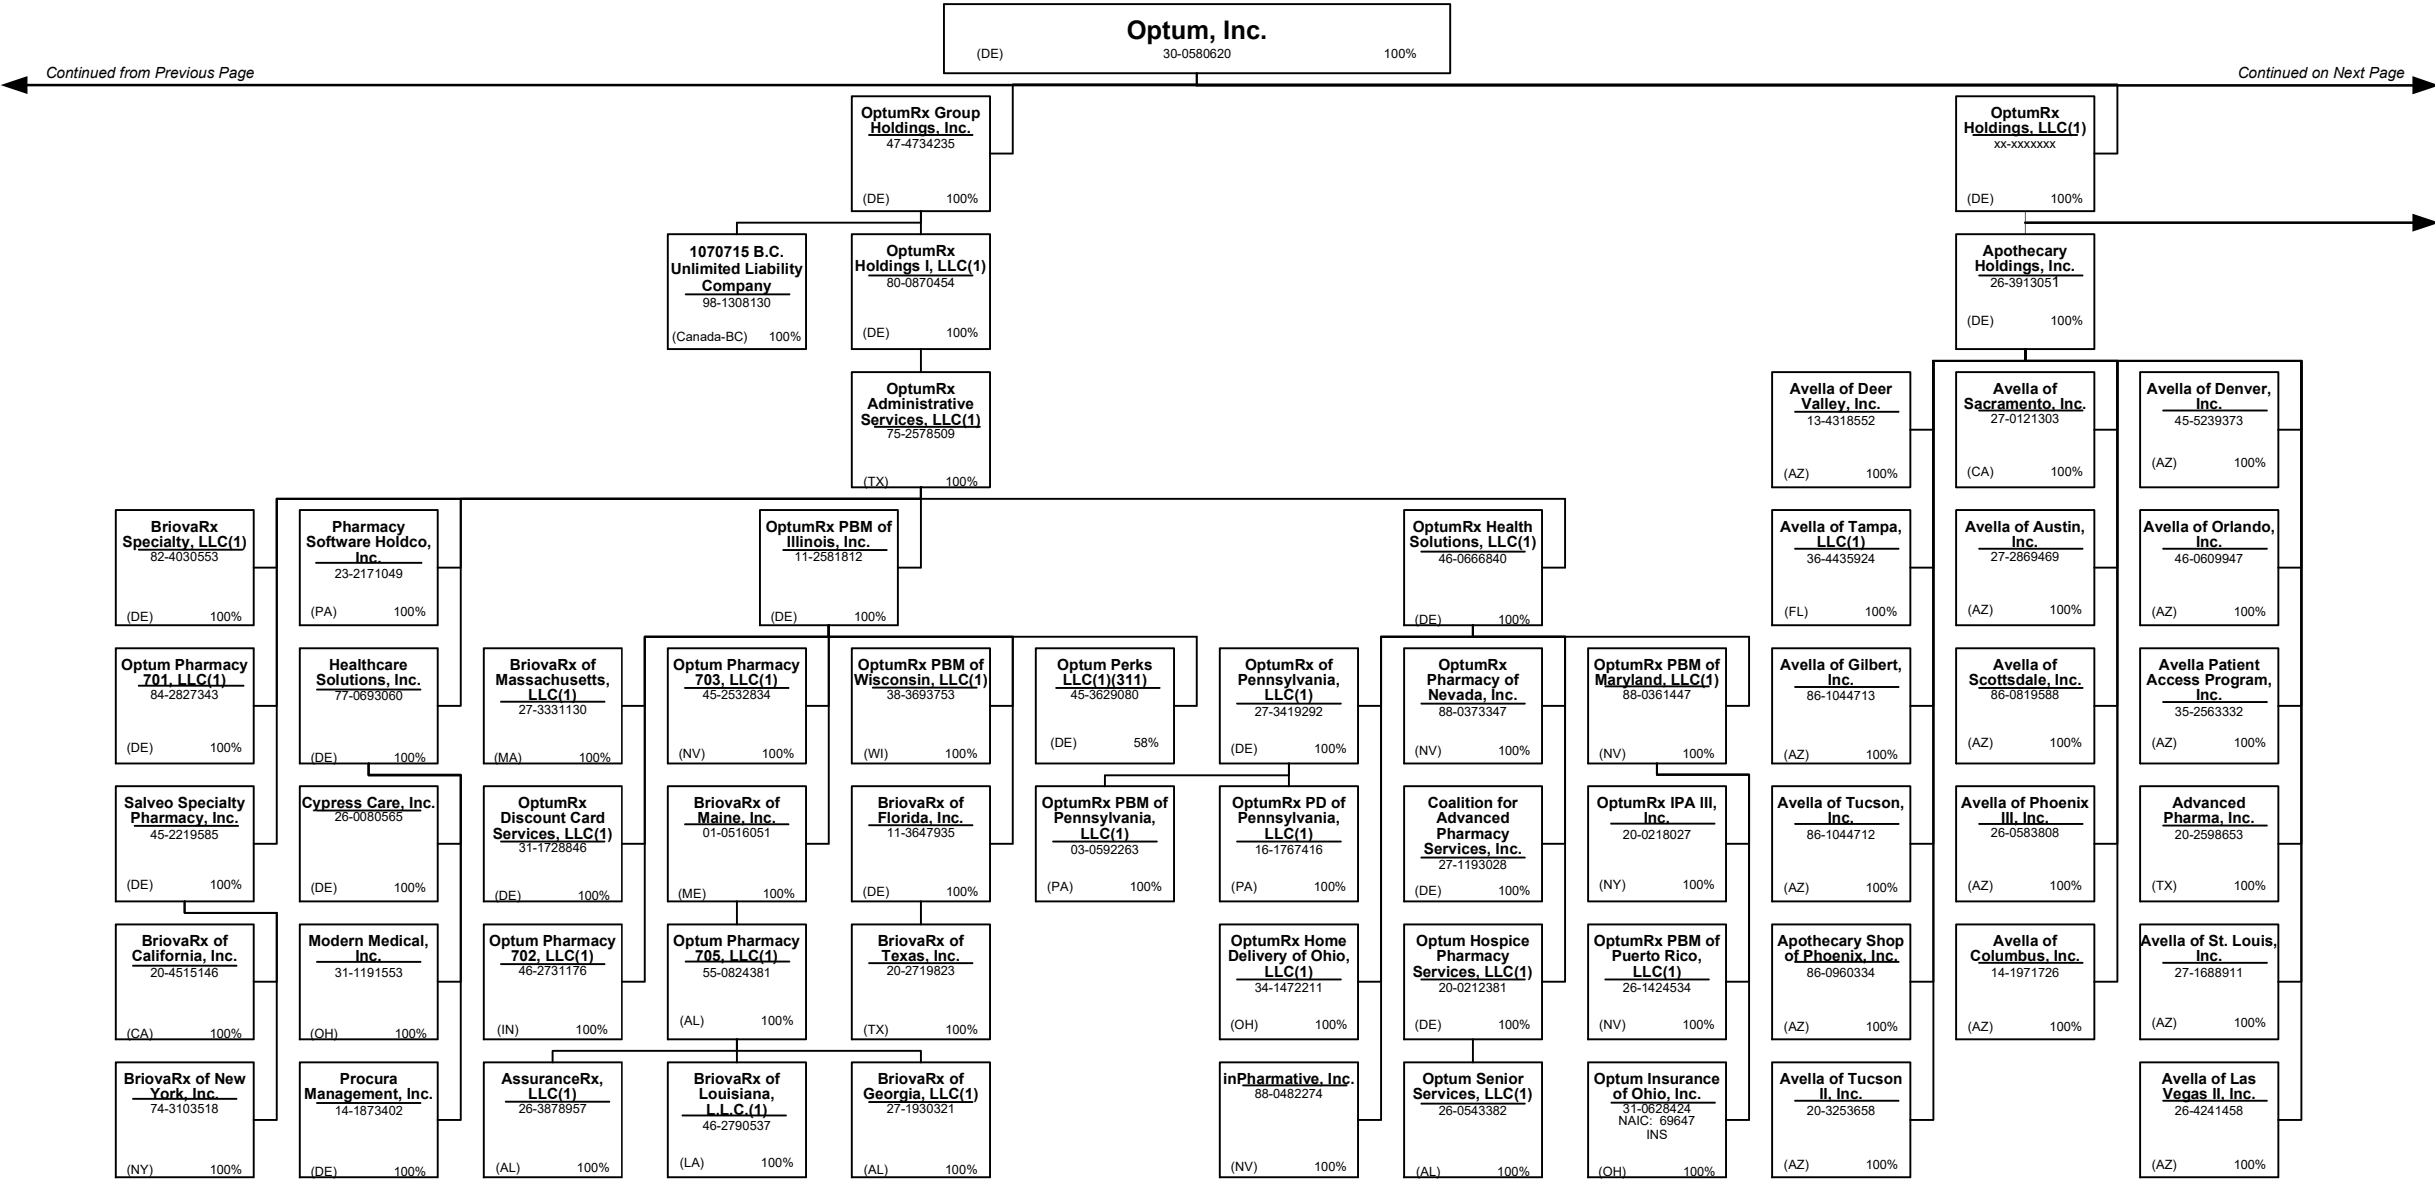 Optum, Inc.
(DE) 30-0580620 100%
Continued from Previous Page
Continued on Next Page
OptumRx Group
Holdings, Inc.
47-4734235
(DE) 100%
OptumRx
Holdings, LLC(1)
xx-xxxxxxx
(DE) 100%
1070715 B.C.
Unlimited Liability
Company
98-1308130
(Canada-BC) 100%
OptumRx
Holdings I, LLC(1)
80-0870454
(DE) 100%
Apothecary
Holdings, Inc.
26-3913051
(DE) 100%
OptumRx
Administrative
Services, LLC(1)
75-2578509
(TX) 100%
Avella of Deer
Valley, Inc.
13-4318552
(AZ) 100%
Avella of
Sacramento, Inc.
27-0121303
(CA) 100%
Avella of Denver,
Inc.
45-5239373
(AZ) 100%
BriovaRx
Specialty, LLC(1)
82-4030553
(DE) 100%
Pharmacy
Software Holdco,
Inc.
23-2171049
(PA) 100%
OptumRx PBM of
Illinois, Inc.
11-2581812
(DE) 100%
OptumRx Health
Solutions, LLC(1)
46-0666840
(DE) 100%
Avella of Tampa,
LLC(1)
36-4435924
(FL) 100%
Avella of Austin,
Inc.
27-2869469
(AZ) 100%
Avella of Orlando,
Inc.
46-0609947
(AZ) 100%
Optum Pharmacy
701, LLC(1)
84-2827343
(DE) 100%
Healthcare
Solutions, Inc.
77-0693060
(DE) 100%
BriovaRx of
Massachusetts,
LLC(1)
27-3331130
(MA) 100%
Optum Pharmacy
703, LLC(1)
45-2532834
(NV) 100%
OptumRx PBM of
Wisconsin, LLC(1)
38-3693753
(WI) 100%
Optum Perks
LLC(1)(311)
45-3629080
(DE) 58%
OptumRx of
Pennsylvania,
LLC(1)
27-3419292
(DE) 100%
OptumRx
Pharmacy of
Nevada, Inc.
88-0373347
(NV) 100%
OptumRx PBM of
Maryland, LLC(1)
88-0361447
(NV) 100%
Avella of Gilbert,
Inc.
86-1044713
(AZ) 100%
Avella of
Scottsdale, Inc.
86-0819588
(AZ) 100%
Avella Patient
Access Program,
Inc.
35-2563332
(AZ) 100%
Salveo Specialty
Pharmacy, Inc.
45-2219585
(DE) 100%
Cypress Care, Inc.
26-0080565
(DE) 100%
OptumRx
Discount Card
Services, LLC(1)
31-1728846
(DE) 100%
BriovaRx of
Maine, Inc.
01-0516051
(ME) 100%
BriovaRx of
Florida, Inc.
11-3647935
(DE) 100%
OptumRx PBM of
Pennsylvania,
LLC(1)
03-0592263
(PA) 100%
OptumRx PD of
Pennsylvania,
LLC(1)
16-1767416
(PA) 100%
Coalition for
Advanced
Pharmacy
Services, Inc.
27-1193028
(DE) 100%
OptumRx IPA III,
Inc.
20-0218027
(NY) 100%
Avella of Tucson,
Inc.
86-1044712
(AZ) 100%
Avella of Phoenix
III, Inc.
26-0583808
(AZ) 100%
Advanced
Pharma, Inc.
20-2598653
(TX) 100%
BriovaRx of
California, Inc.
20-4515146
(CA) 100%
Modern Medical,
Inc.
31-1191553
(OH) 100%
Optum Pharmacy
702, LLC(1)
46-2731176
(IN) 100%
Optum Pharmacy
705, LLC(1)
55-0824381
(AL) 100%
BriovaRx of
Texas, Inc.
20-2719823
(TX) 100%
OptumRx Home
Delivery of Ohio,
LLC(1)
34-1472211
(OH) 100%
Optum Hospice
Pharmacy
Services, LLC(1)
20-0212381
(DE) 100%
OptumRx PBM of
Puerto Rico,
LLC(1)
26-1424534
(NV) 100%
Apothecary Shop
of Phoenix, Inc.
86-0960334
(AZ) 100%
Avella of
Columbus, Inc.
14-1971726
(AZ) 100%
Avella of St. Louis,
Inc.
27-1688911
(AZ) 100%
BriovaRx of New
York, Inc.
74-3103518
(NY) 100%
Procura
Management, Inc.
14-1873402
(DE) 100%
AssuranceRx,
LLC(1)
26-3878957
(AL) 100%
BriovaRx of
Louisiana,
L.L.C.(1)
46-2790537
(LA) 100%
BriovaRx of
Georgia, LLC(1)
27-1930321
(AL) 100%
inPharmative, Inc.
88-0482274
(NV) 100%
Optum Senior
Services, LLC(1)
26-0543382
(AL) 100%
Optum Insurance
of Ohio, Inc.
31-0628424
NAIC: 69647
INS
(OH) 100%
Avella of Tucson
II, Inc.
20-3253658
(AZ) 100%
Avella of Las
Vegas II, Inc.
26-4241458
(AZ) 100%